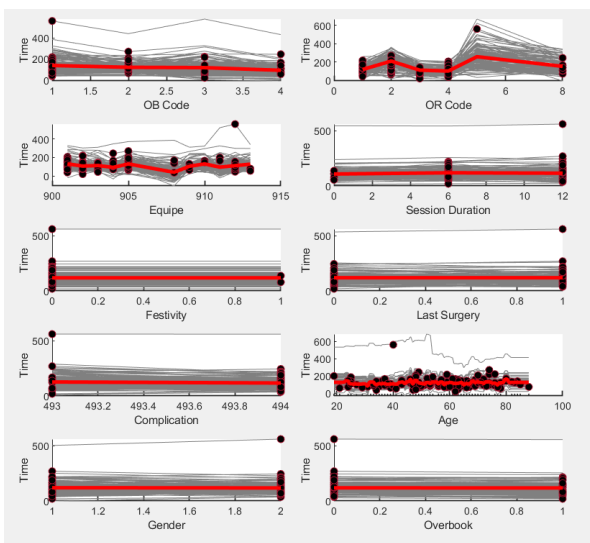 Time
400
200
0
1 1.5 2 2.5 3 3.5 4
OB Code
Time
600
400
200
0
0 2 4 6 8
OR Code
Time
400
200
0
900 905 910 915
Equipe
Time
500
0
0 2 4 6 8 10 12
Session Duration
Time
500
0
0 0.2 0.4 0.6 0.8 1
Festivity
Time
500
0
0 0.2 0.4 0.6 0.8 1
Last Surgery
Time
500
0
493 493.2 493.4 493.6 493.8 494
Complication
Time
600
400
200
0
20 40 60 80 100
Age
Time
500
0
1 1.2 1.4 1.6 1.8 2
Gender
Time
500
0
0 0.2 0.4 0.6 0.8 1
Overbook